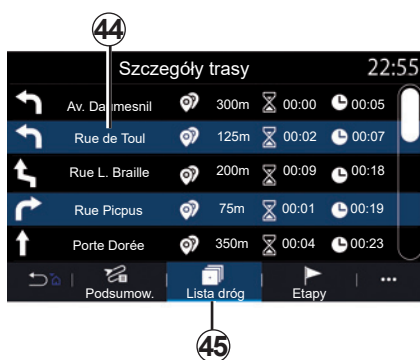 44
Szczegóły trasy 22:55
Av. Daumesnil 300m 00:00 00:05
Rue de Toul 125m 00:02 00:07
Rue L. Braille 200m 00:09 00:18
Rue Picpus 75m 00:01 00:19
Porte Dorée 350m 00:04 00:23
Podsumow. Lista dróg Etapy
45